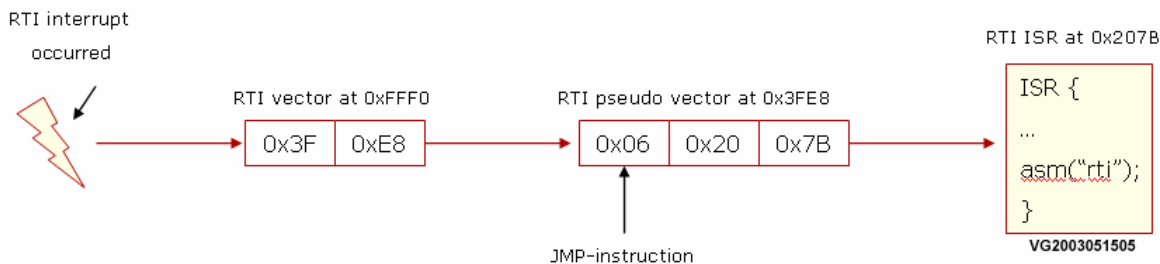 RTI interrupt
occurred
RTI vector at 0xFFF0
0x3F 0xE8
RTI pseudo vector at 0x3FE8
0x06 0x20 0x7B
JMP-instruction
RTI ISR at 0x207B
ISR {
...
asm("rti");
}
VG2003051505